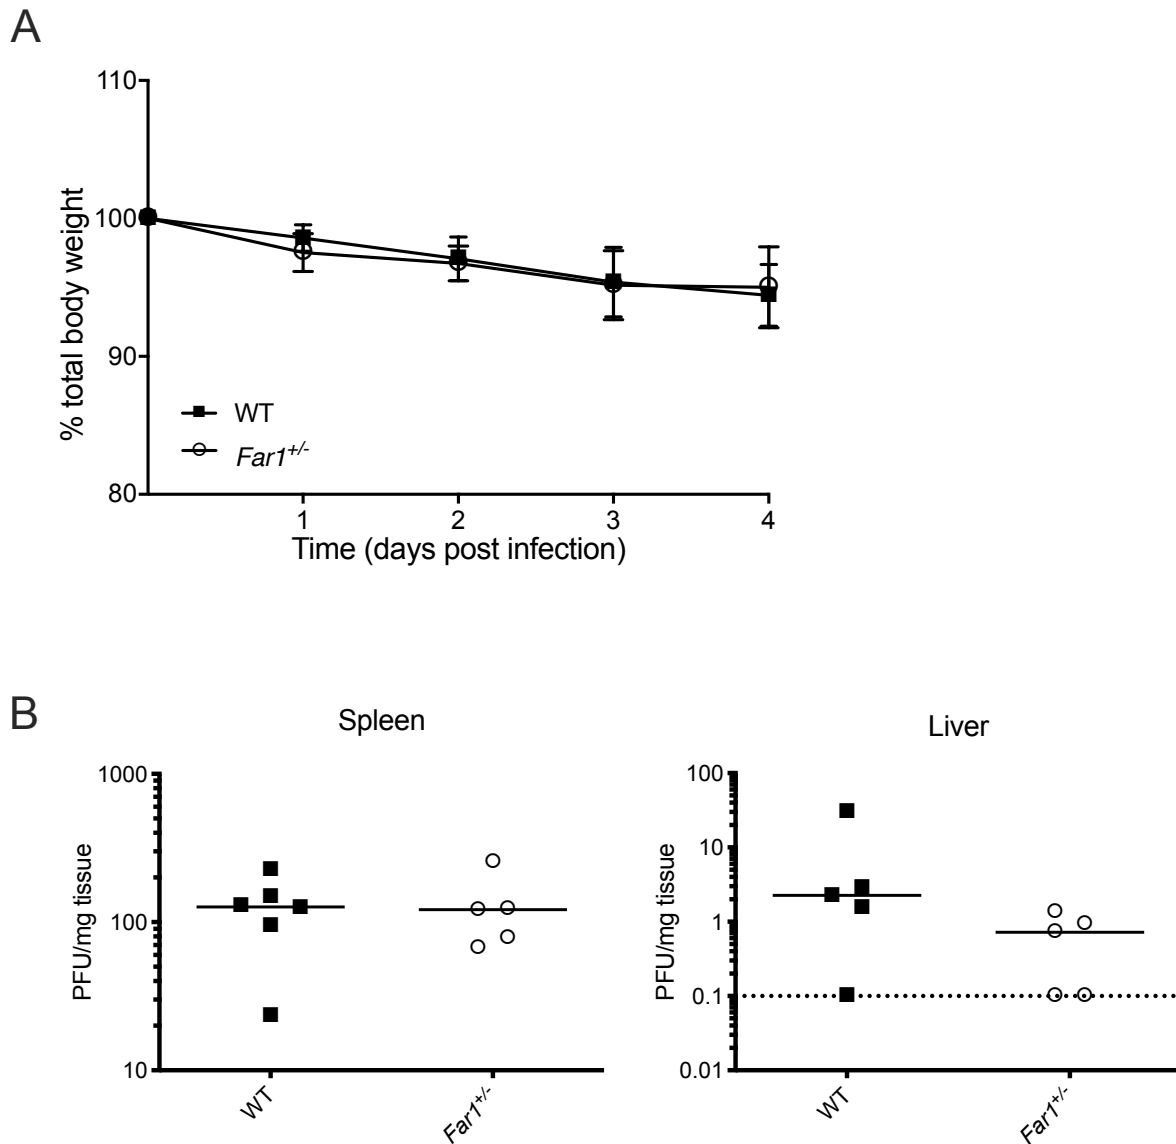 A
110
100
90
80
% total body weight
WT
Far1+/-
1 2 3 4
Time (days post infection)
B
Spleen
1000
100
10
PFU/mg tissue
WT Far1+/-
Liver
100
10
1
0.1
0.01
PFU/mg tissue
WT Far1+/-